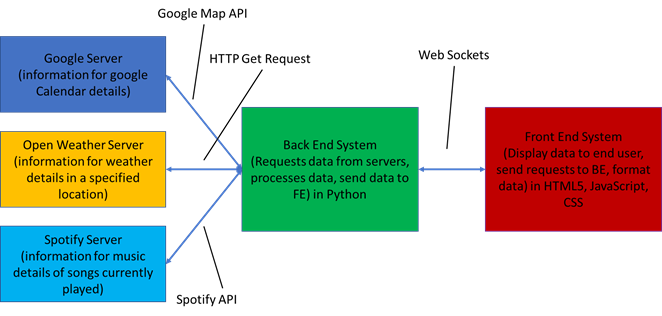 Google Map API
Google Server
(information for google
Calendar details)
HTTP Get Request
Web Sockets
Open Weather Server
(information for weather
details in a specified
location)
Back End System
(Requests data from servers,
processes data, send data to
FE) in Python
Front End System
(Display data to end user,
send requests to BE, format
data) in HTML5, JavaScript,
CSS
Spotify Server
(information for music
details of songs currently
played)
Spotify API